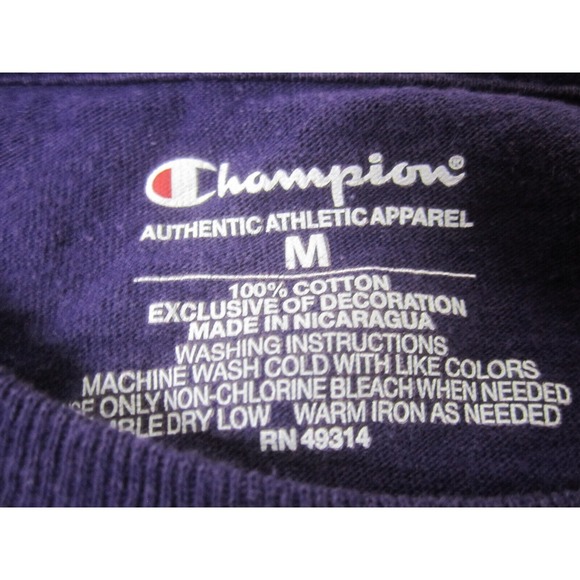 Champion®
AUTHENTIC ATHLETIC APPAREL
M
100% COTTON
EXCLUSIVE OF DECORATION
MADE IN NICARAGUA
WASHING INSTRUCTIONS
MACHINE WASH COLD WITH LIKE COLORS
ONLY NON-CHLORINE BLEACH WHEN NEEDED
DRY LOW WARM IRON AS NEEDED
RN 49314